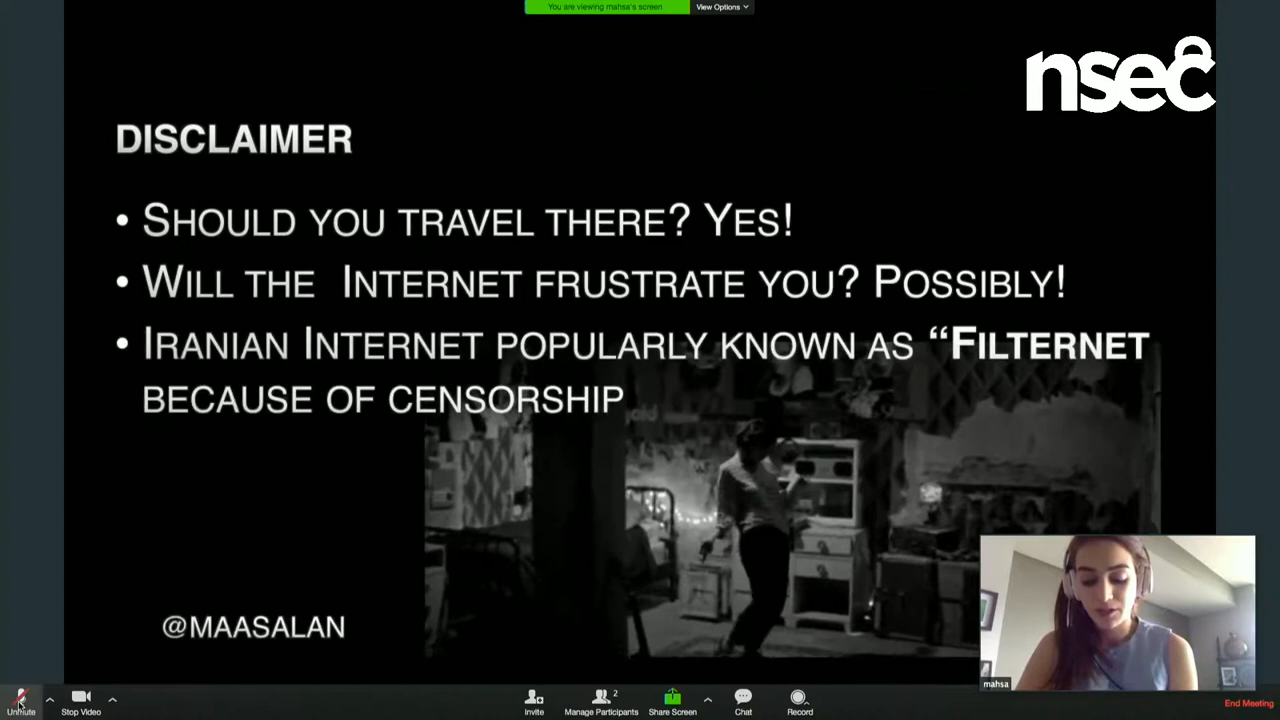 You are viewing mahsa's screen
View Options
nsec
DISCLAIMER
• SHOULD YOU TRAVEL THERE? YES!
• WILL THE INTERNET FRUSTRATE YOU? POSSIBLY!
• IRANIAN INTERNET POPULARLY KNOWN AS “FILTERNET
BECAUSE OF CENSORSHIP
@MAASALAN
mahsa
Unmute
Stop Video
Invite
2
Manage Participants
Share Screen
Chat
Record
End Meeting